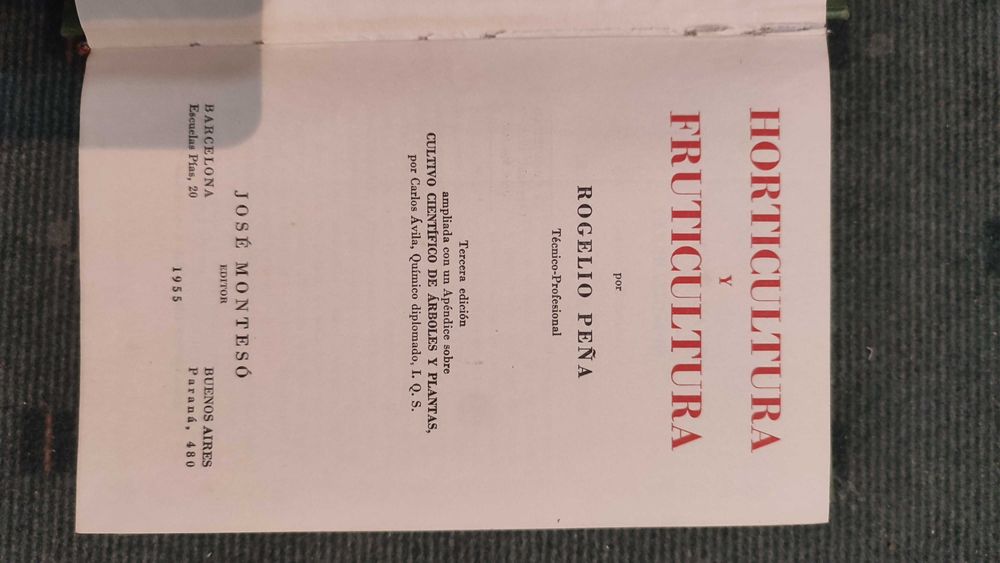 HORTICULTURA
Y
FRUTICULTURA
por
ROGELIO PEÑA
Técnico-Profesional
Tercera edición
ampliada con un Apéndice sobre
CULTIVO CIENTÍFICO DE ÁRBOLES Y PLANTAS,
por Carlos Ávila, Químico diplomado, I. Q. S.
JOSÉ MONTESÓ
EDITOR
BARCELONA
Escuelas Pías, 20
BUENOS AIRES
Paraná, 480
1955